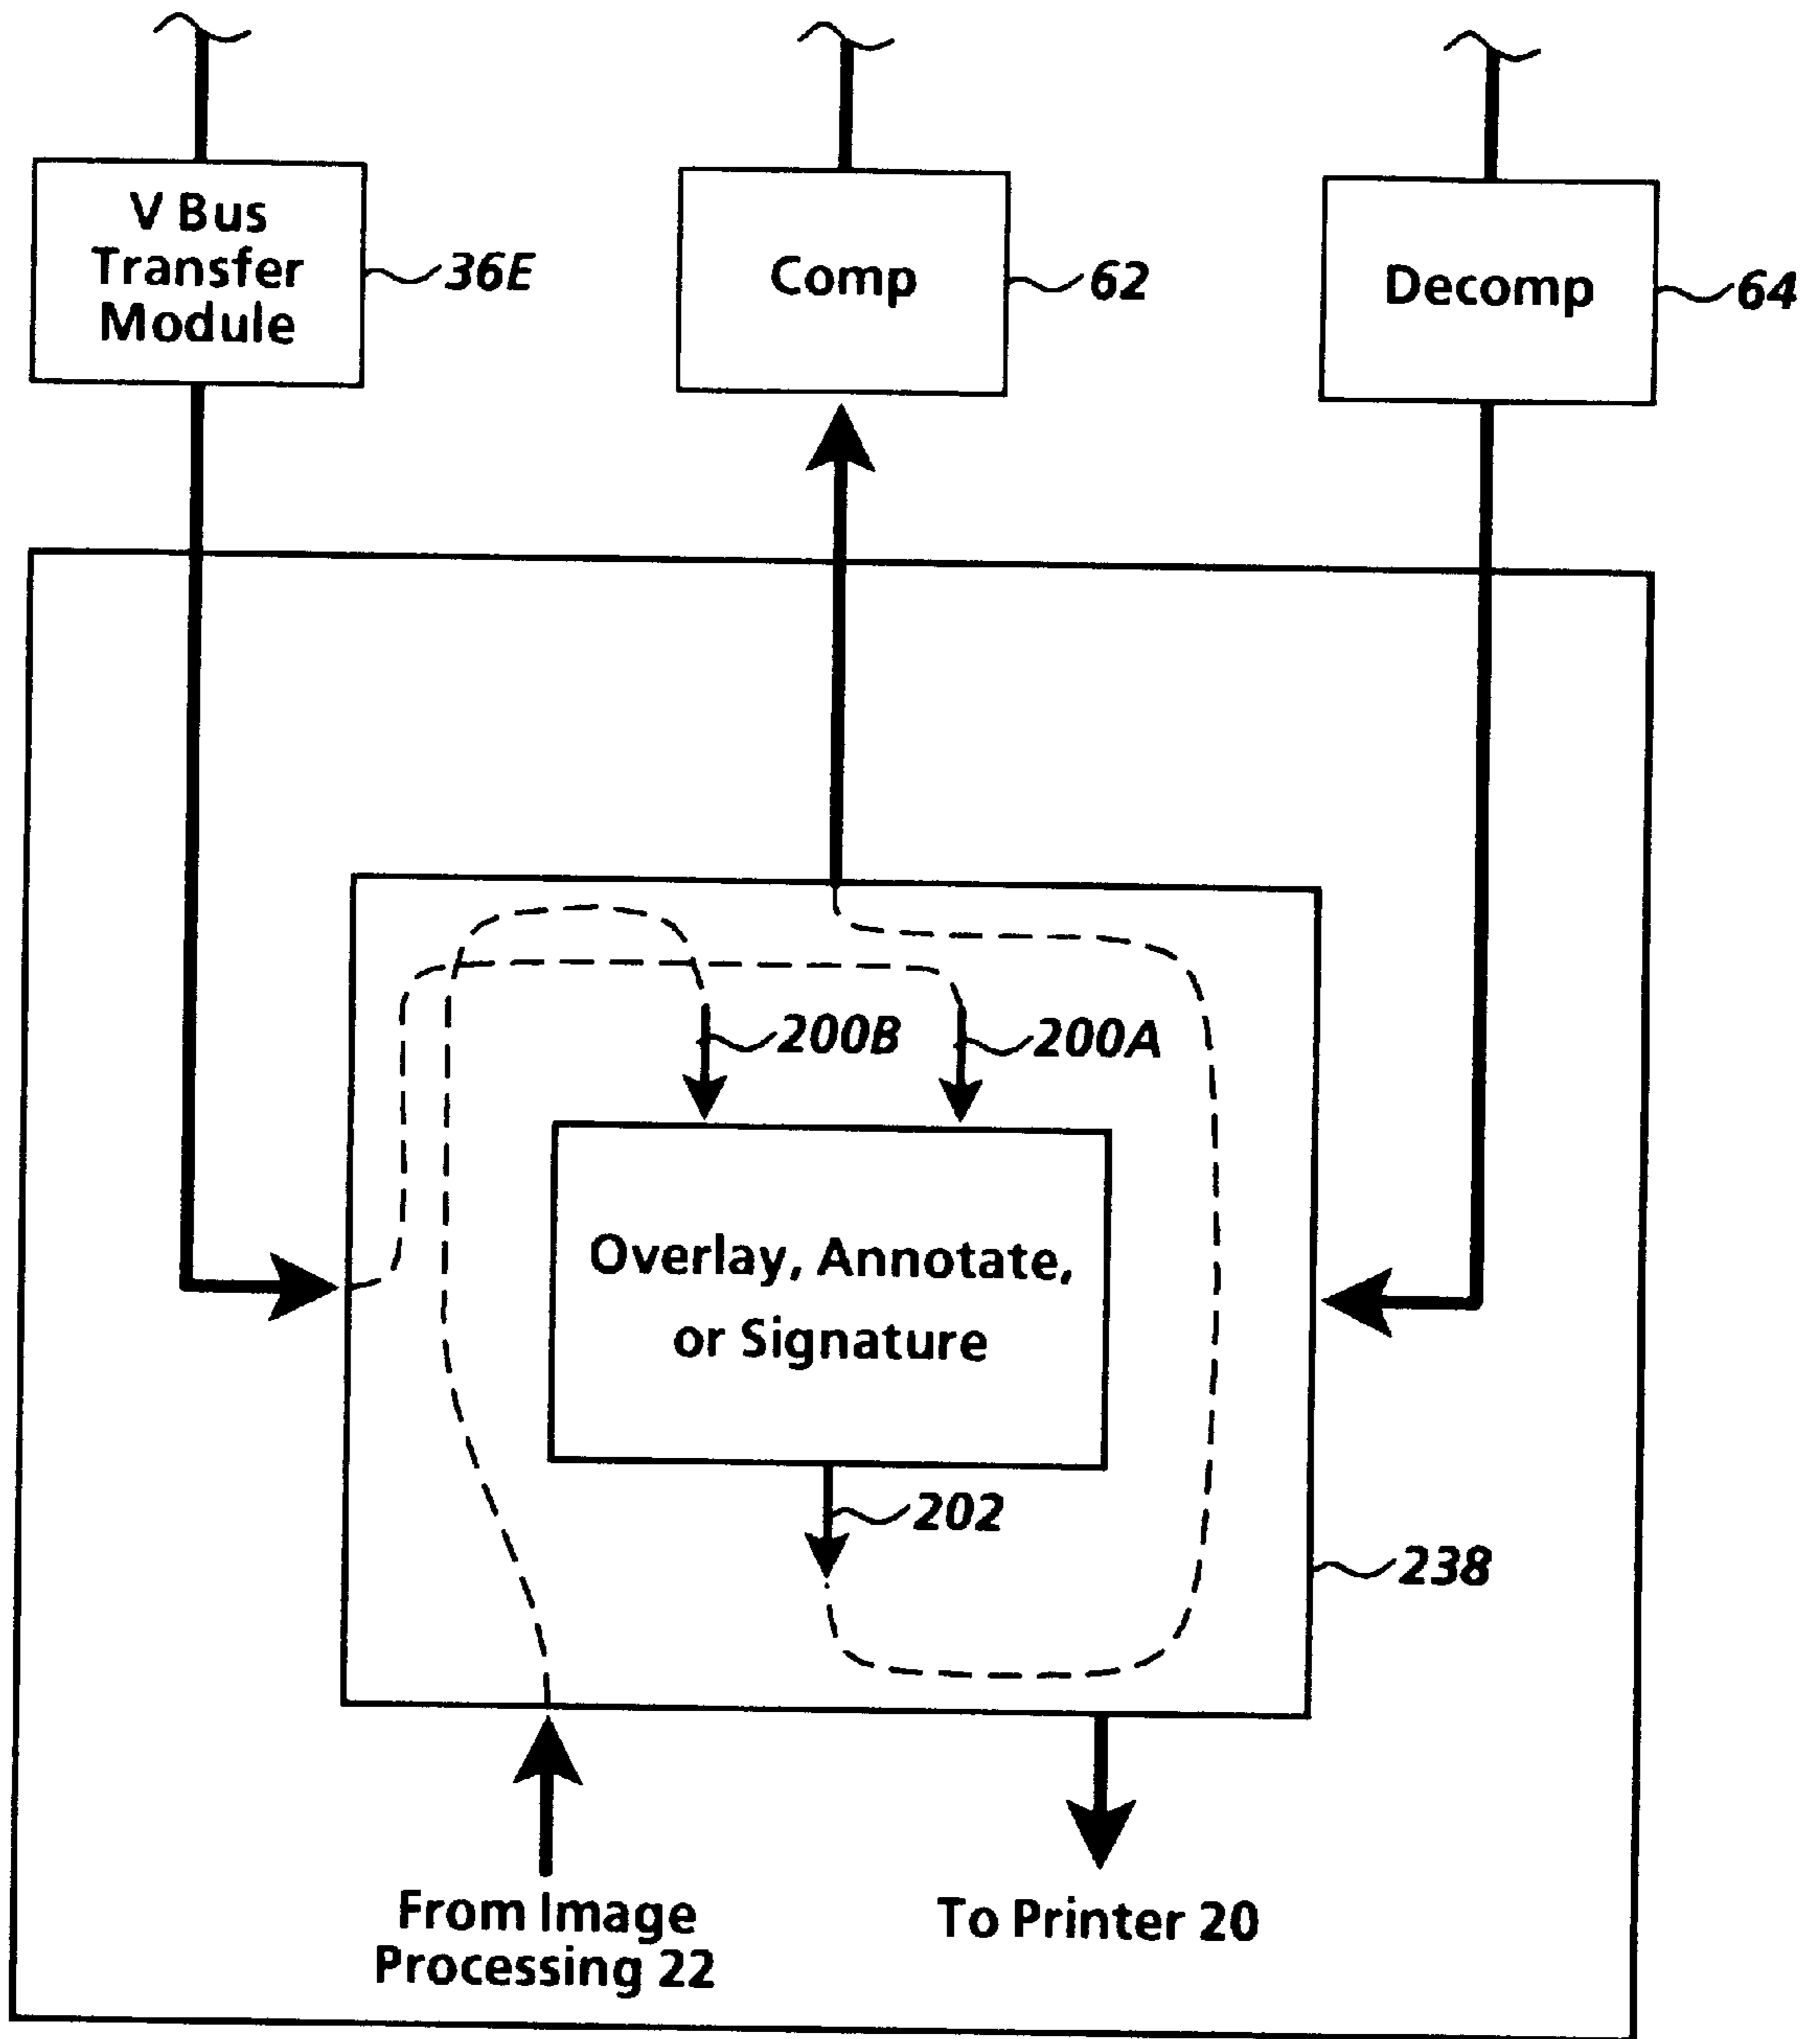 V Bus
Transfer
Module
36E
Comp
62
Decomp
64
200B
200A
Overlay, Annotate,
or Signature
202
238
From Image
Processing 22
To Printer 20